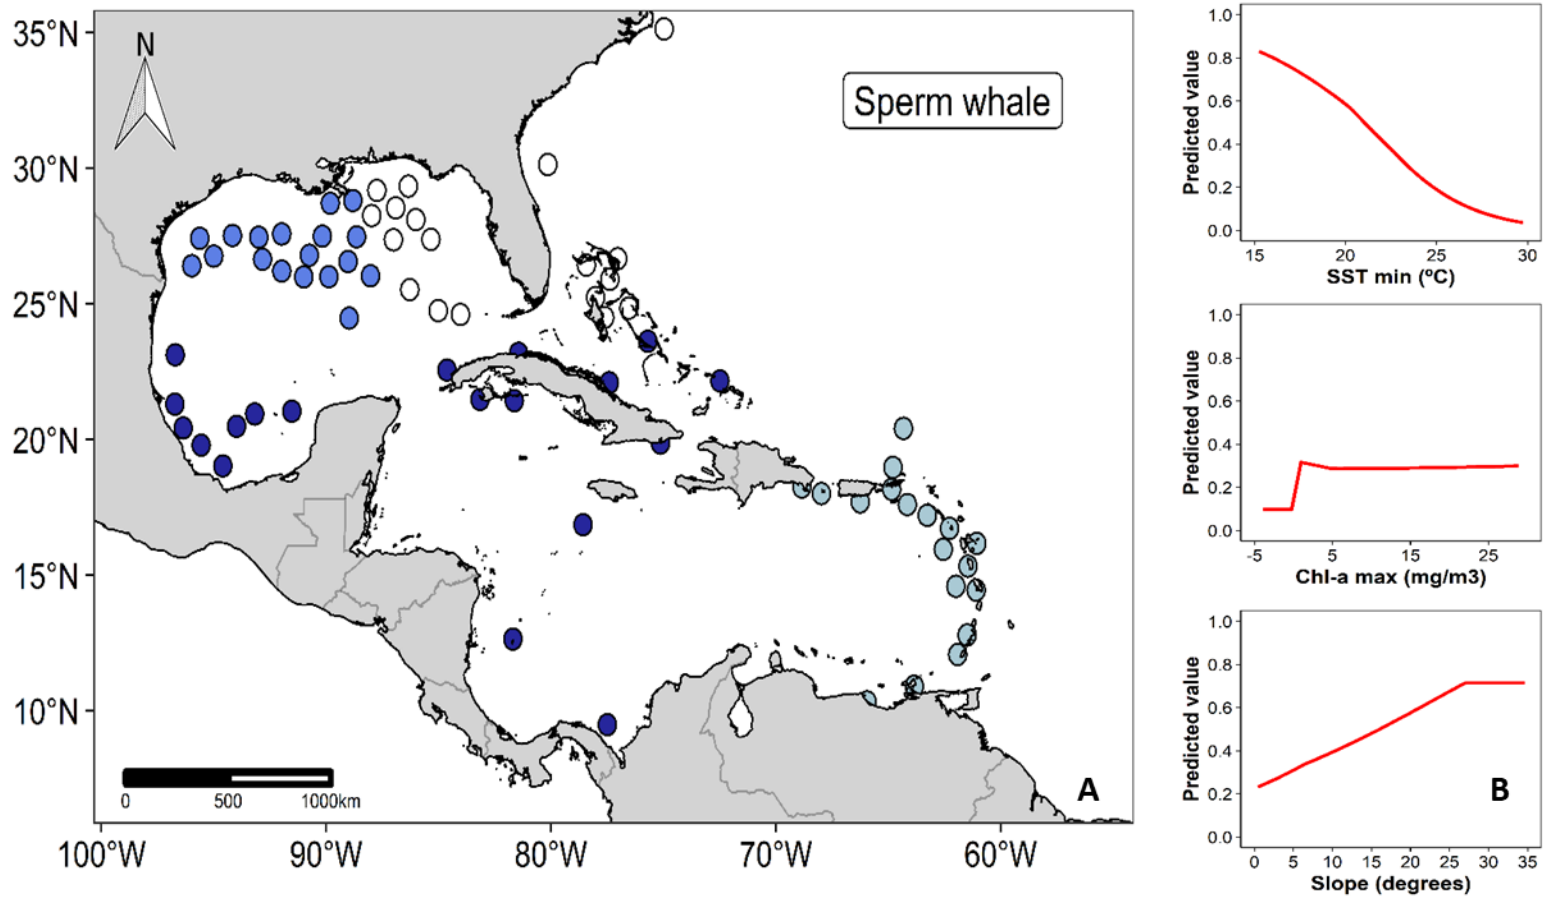 35°N
30°N
25°N
20°N
15°N
10°N
N
Sperm whale
0 500 1000km
A
100°W 90°W 80°W 70°W 60°W
Predicted value
1.0
0.8
0.6
0.4
0.2
0.0
15 20 25 30
SST min (ºC)
Predicted value
1.0
0.8
0.6
0.4
0.2
0.0
-5 5 15 25
Chl-a max (mg/m3)
Predicted value
1.0
0.8
0.6
0.4
0.2
0.0
B
0 5 10 15 20 25 30 35
Slope (degrees)